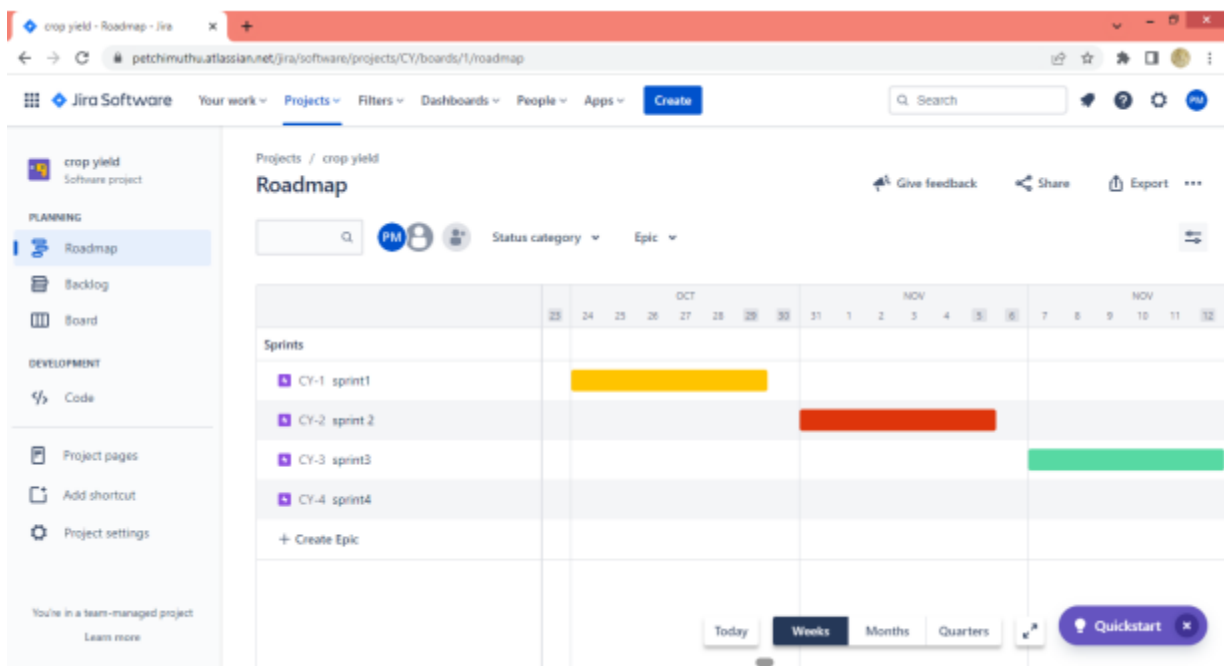 crop yield - Roadmap - Jira
petchimuthu.atlassian.net/jira/software/projects/CY/boards/1/roadmap
Jira Software Your work Projects Filters Dashboards People Apps Create Search PM
crop yield
Software project
PLANNING
Roadmap
Backlog
Board
DEVELOPMENT
Code
Project pages
Add shortcut
Project settings
You're in a team-managed project
Learn more
Projects / crop yield
Roadmap
Give feedback Share Export
PM Status category Epic
OCT NOV NOV
23 24 25 26 27 28 29 30 31 1 2 3 4 5 6 7 8 9 10 11 12
Sprints
CY-1 sprint1
CY-2 sprint 2
CY-3 sprint3
CY-4 sprint4
+ Create Epic
Today Weeks Months Quarters
Quickstart